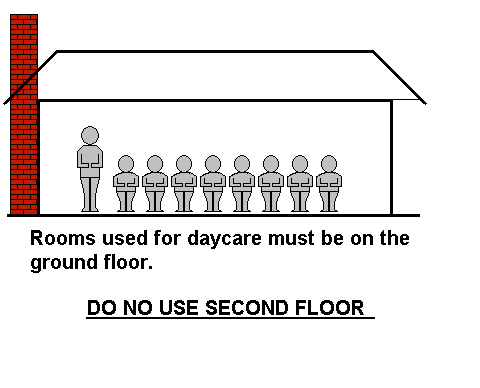 Rooms used for daycare must be on the
ground floor.
DO NO USE SECOND FLOOR